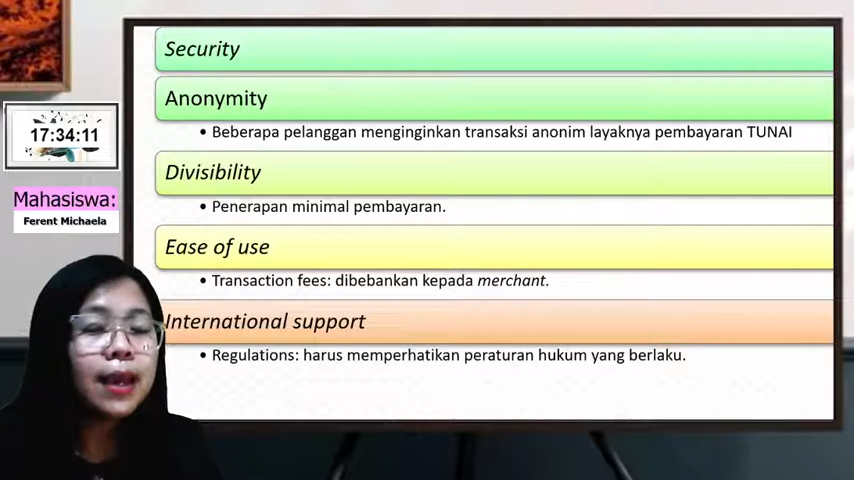 Security
Anonymity
• Beberapa pelanggan menginginkan transaksi anonim layaknya pembayaran TUNAI
17:34:11
Divisibility
Mahasiswa:
• Penerapan minimal pembayaran.
Ferent Michaela
Ease of use
• Transaction fees: dibebankan kepada merchant.
International support
• Regulations: harus memperhatikan peraturan hukum yang berlaku.